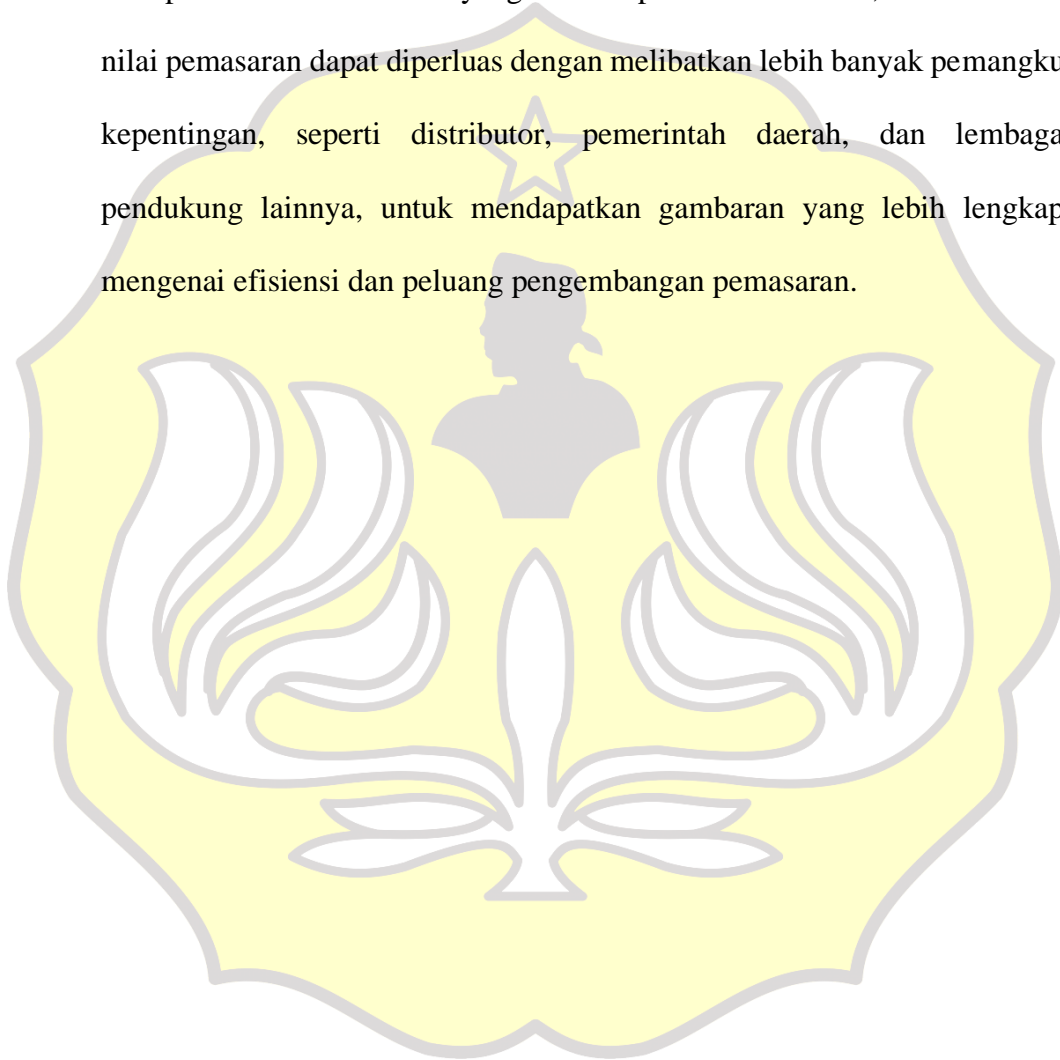 nilai pemasaran dapat diperluas dengan melibatkan lebih banyak pemangku
kepentingan, seperti distributor, pemerintah daerah, dan lembaga
pendukung lainnya, untuk mendapatkan gambaran yang lebih lengkap
mengenai efisiensi dan peluang pengembangan pemasaran.